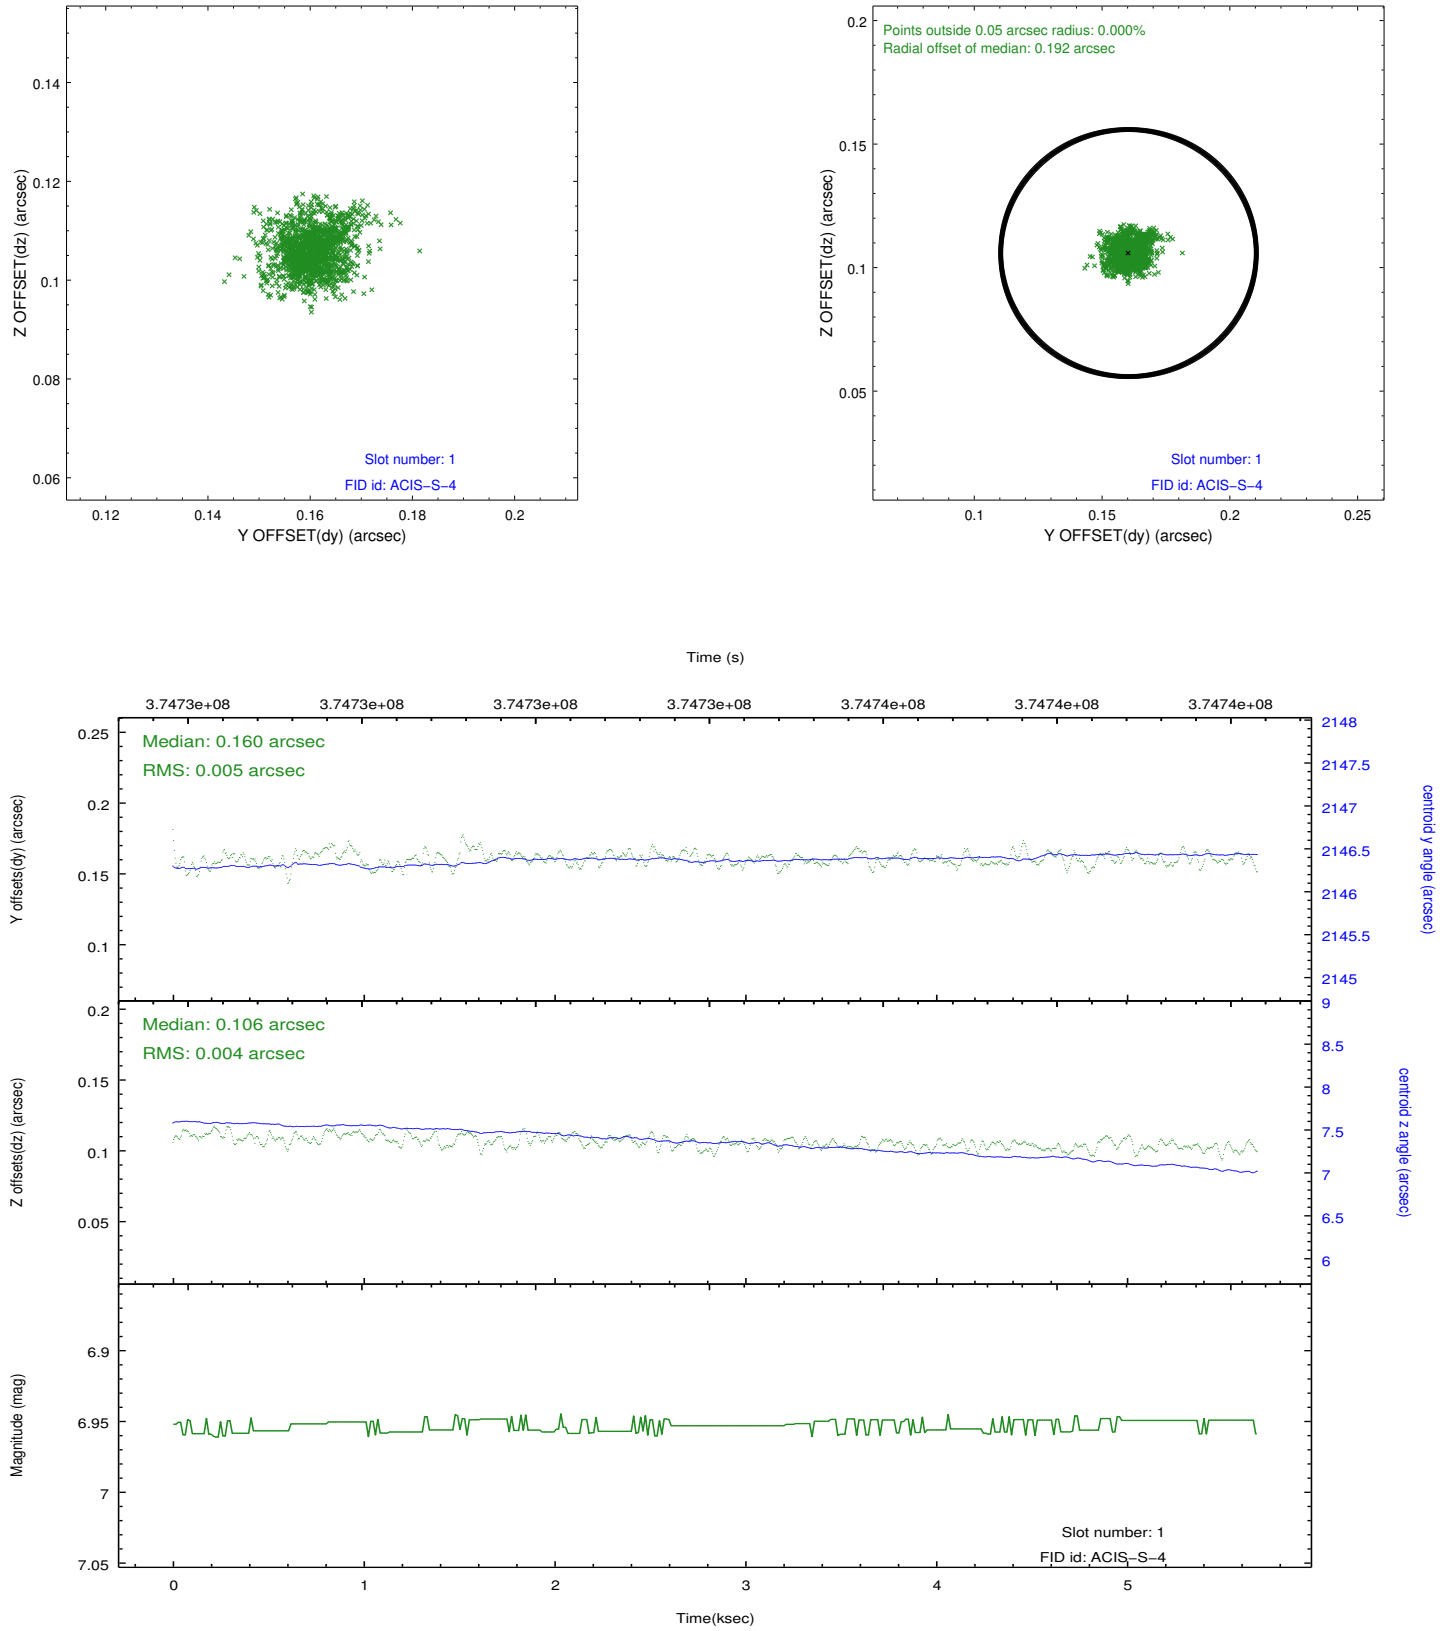 0.14
0.12
0.1
0.08
0.06
Z OFFSET(dz) (arcsec)
Slot number: 1
FID id: ACIS−S−4
0.12 0.14 0.16 0.18 0.2
Y OFFSET(dy) (arcsec)
Points outside 0.05 arcsec radius: 0.000%
Radial offset of median: 0.192 arcsec
0.2
0.15
0.1
0.05
Z OFFSET(dz) (arcsec)
Slot number: 1
FID id: ACIS−S−4
0.1 0.15 0.2 0.25
Y OFFSET(dy) (arcsec)
Time (s)
3.7473e+08 3.7473e+08 3.7473e+08 3.7473e+08 3.7474e+08 3.7474e+08 3.7474e+08
Median: 0.160 arcsec
RMS: 0.005 arcsec
0.25
0.2
0.15
0.1
Y offsets(dy) (arcsec)
2148
2147.5
2147
2146.5
2146
2145.5
2145
centroid y angle (arcsec)
Median: 0.106 arcsec
RMS: 0.004 arcsec
0.2
0.15
0.1
0.05
Z offsets(dz) (arcsec)
9
8.5
8
7.5
7
6.5
6
centroid z angle (arcsec)
6.9
6.95
7
7.05
Magnitude (mag)
Slot number: 1
FID id: ACIS−S−4
0 1 2 3 4 5
Time(ksec)